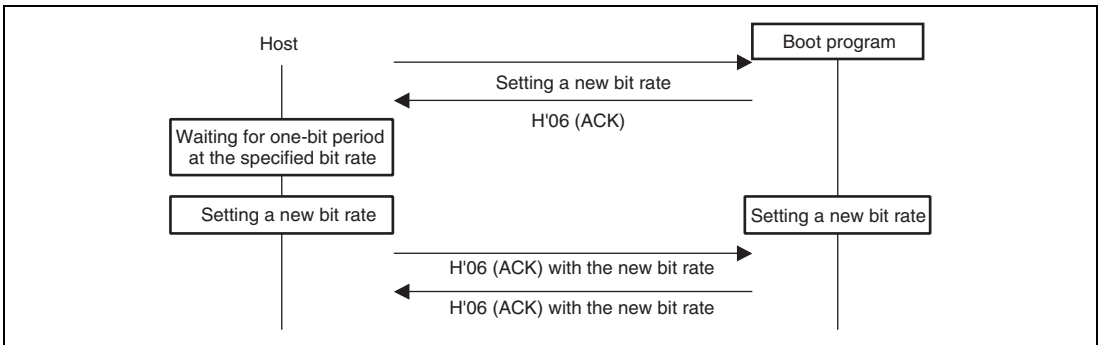 Host
Boot program
Setting a new bit rate
H'06 (ACK)
Waiting for one-bit period
at the specified bit rate
Setting a new bit rate
Setting a new bit rate
H'06 (ACK) with the new bit rate
H'06 (ACK) with the new bit rate